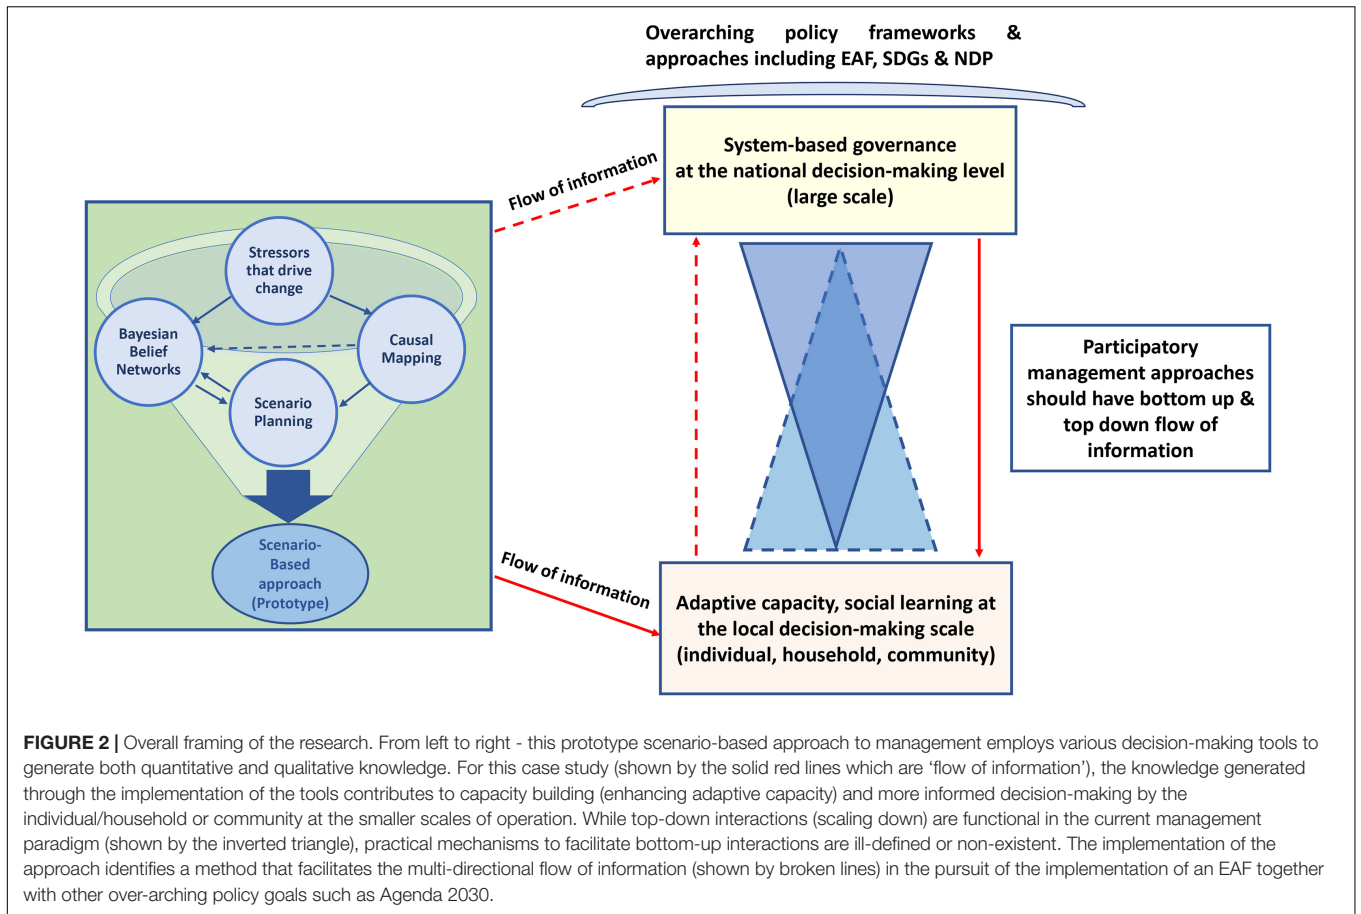 Overarching policy frameworks &
approaches including EAF, SDGs & NDP
System-based governance
at the national decision-making level
(large scale)
Flow of information
Stressors
that drive
change
Bayesian
Belief
Networks
Causal
Mapping
Scenario
Planning
Scenario-
Based
approach
(Prototype)
Participatory
management approaches
should have bottom up &
top down flow of
information
Flow of information
Adaptive capacity, social learning at
the local decision-making scale
(individual, household, community)
FIGURE 2 | Overall framing of the research. From left to right - this prototype scenario-based approach to management employs various decision-making tools to
generate both quantitative and qualitative knowledge. For this case study (shown by the solid red lines which are ‘flow of information’), the knowledge generated
through the implementation of the tools contributes to capacity building (enhancing adaptive capacity) and more informed decision-making by the
individual/household or community at the smaller scales of operation. While top-down interactions (scaling down) are functional in the current management
paradigm (shown by the inverted triangle), practical mechanisms to facilitate bottom-up interactions are ill-defined or non-existent. The implementation of the
approach identifies a method that facilitates the multi-directional flow of information (shown by broken lines) in the pursuit of the implementation of an EAF together
with other over-arching policy goals such as Agenda 2030.